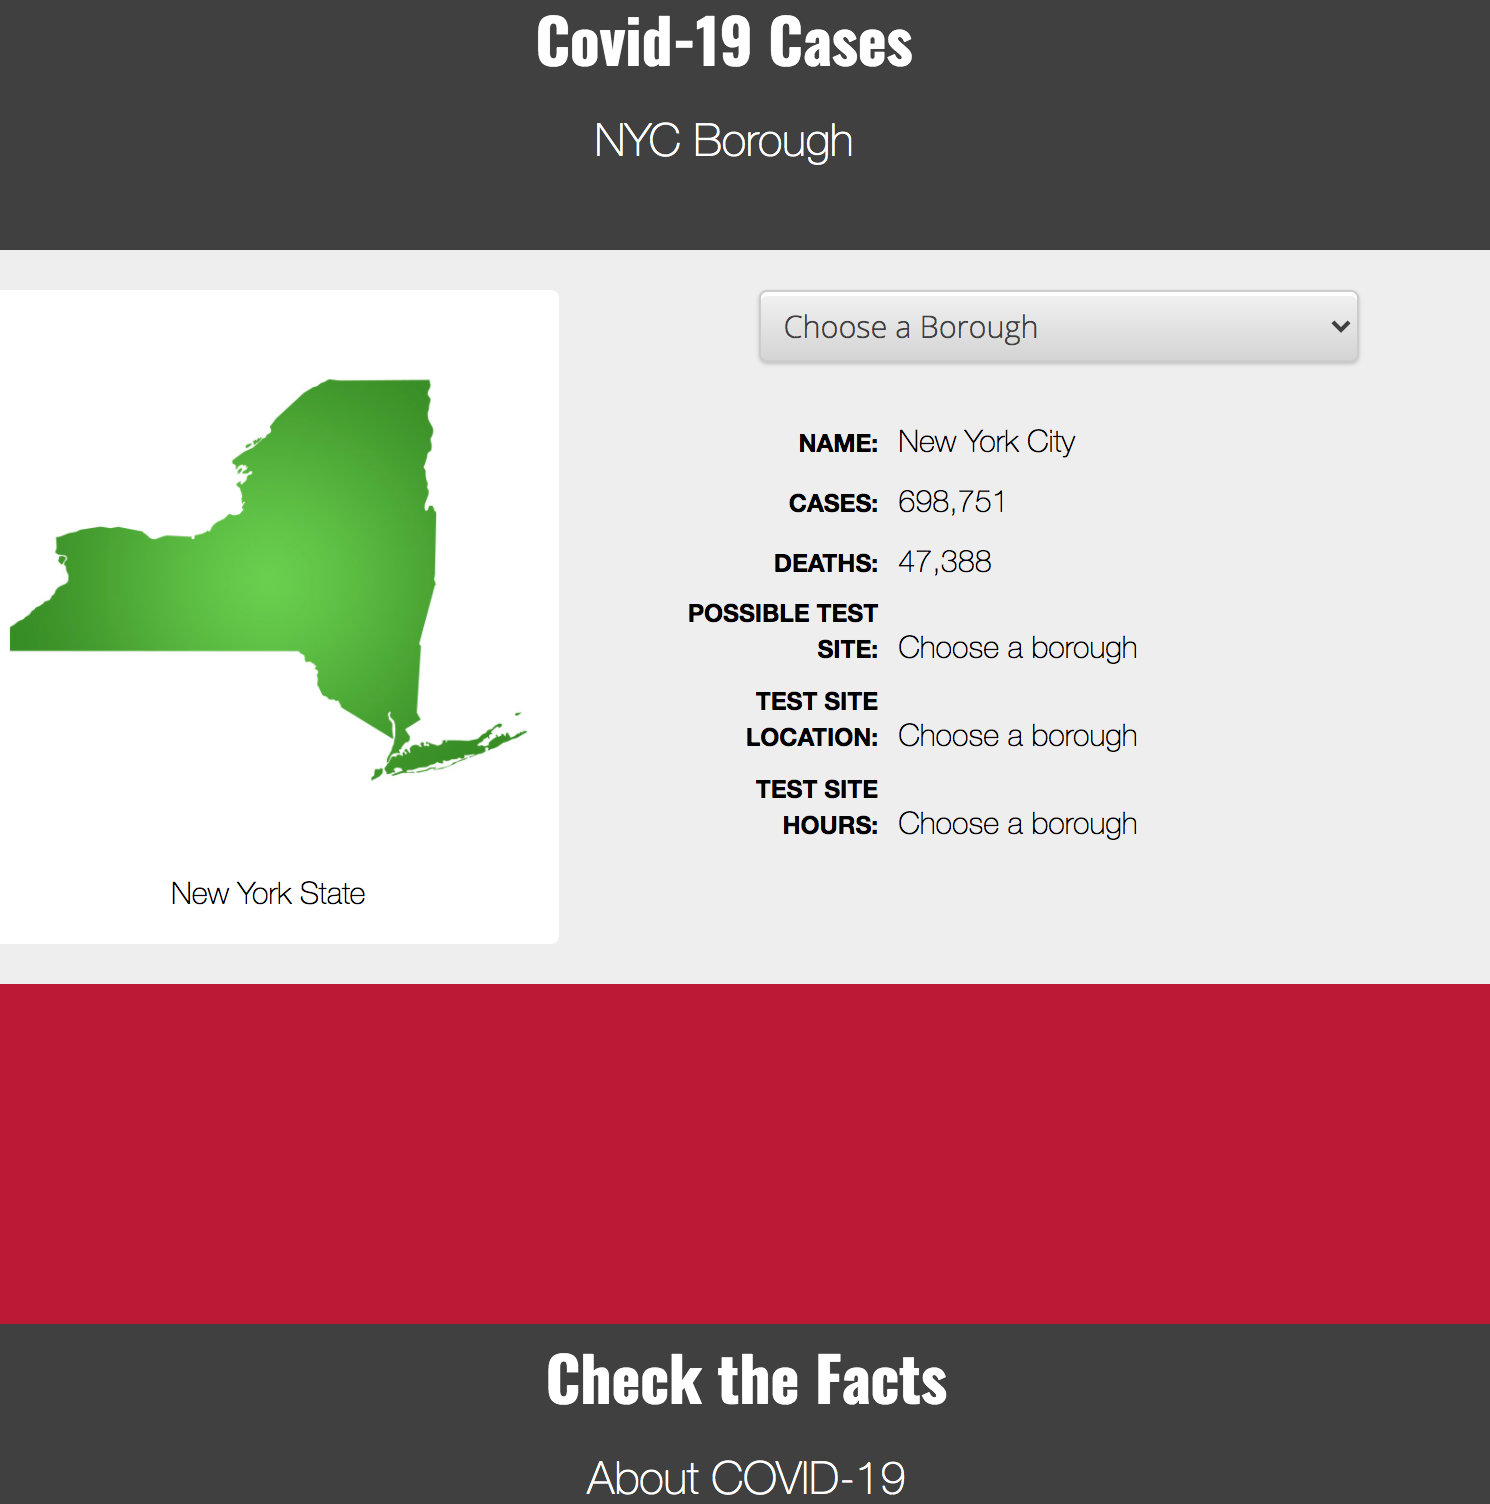 Covid-19 Cases
NYC Borough
Choose a Borough
NAME: New York City
CASES: 698,751
DEATHS: 47,388
POSSIBLE TEST
SITE: Choose a borough
TEST SITE
LOCATION: Choose a borough
TEST SITE
HOURS: Choose a borough
New York State
Check the Facts
About COVID-19